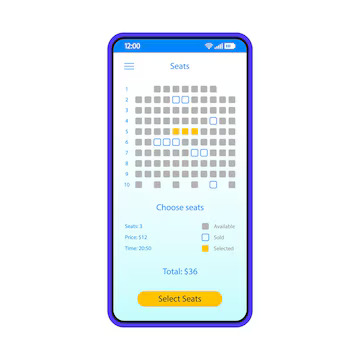 12:00
Seats
1
2
3
4
5
6
7
8
9
10
Choose seats
Seats: 3
Available
Price: $12
Sold
Time: 20:50
Selected
Total: $36
Select Seats